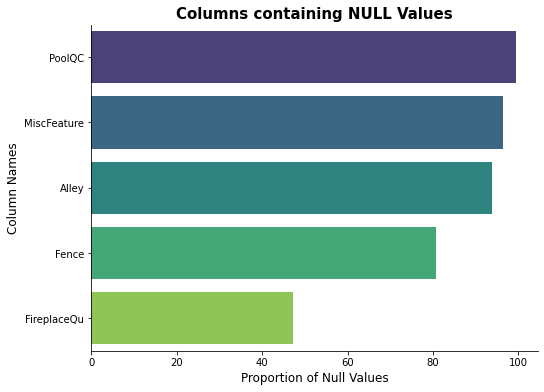 Columns containing NULL Values
Column Names
PoolQC
MiscFeature
Alley
Fence
FireplaceQu
0 20 40 60 80 100
Proportion of Null Values